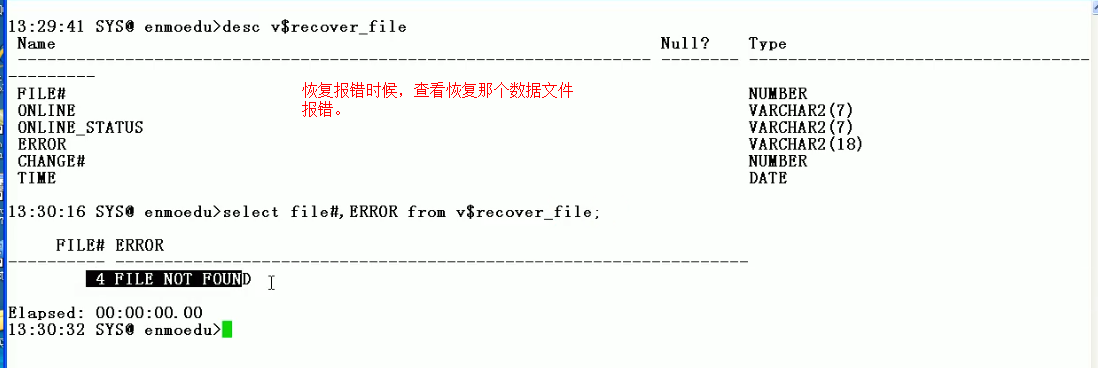 13:29:41 SYS@ enmoedu>desc v$recover_file
Name Null? Type
----------------------------------------------------------------- -------- -----------------------------------
---------
恢复报错时候，查看恢复那个数据文件
报错。
FILE# NUMBER
ONLINE VARCHAR2(7)
ONLINE_STATUS VARCHAR2(7)
ERROR VARCHAR2(18)
CHANGE# NUMBER
TIME DATE
13:30:16 SYS@ enmoedu>select file#,ERROR from v$recover_file;
FILE# ERROR
---------- -----------------------------------------------------------------
4 FILE NOT FOUND
Elapsed: 00:00:00.00
13:30:32 SYS@ enmoedu>